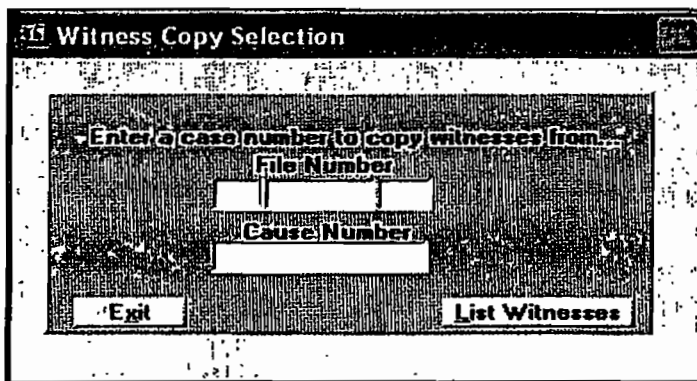 Witness Copy Selection
Enter a case number to copy witnesses from...
File Number
Cause Number
Exit
List Witnesses